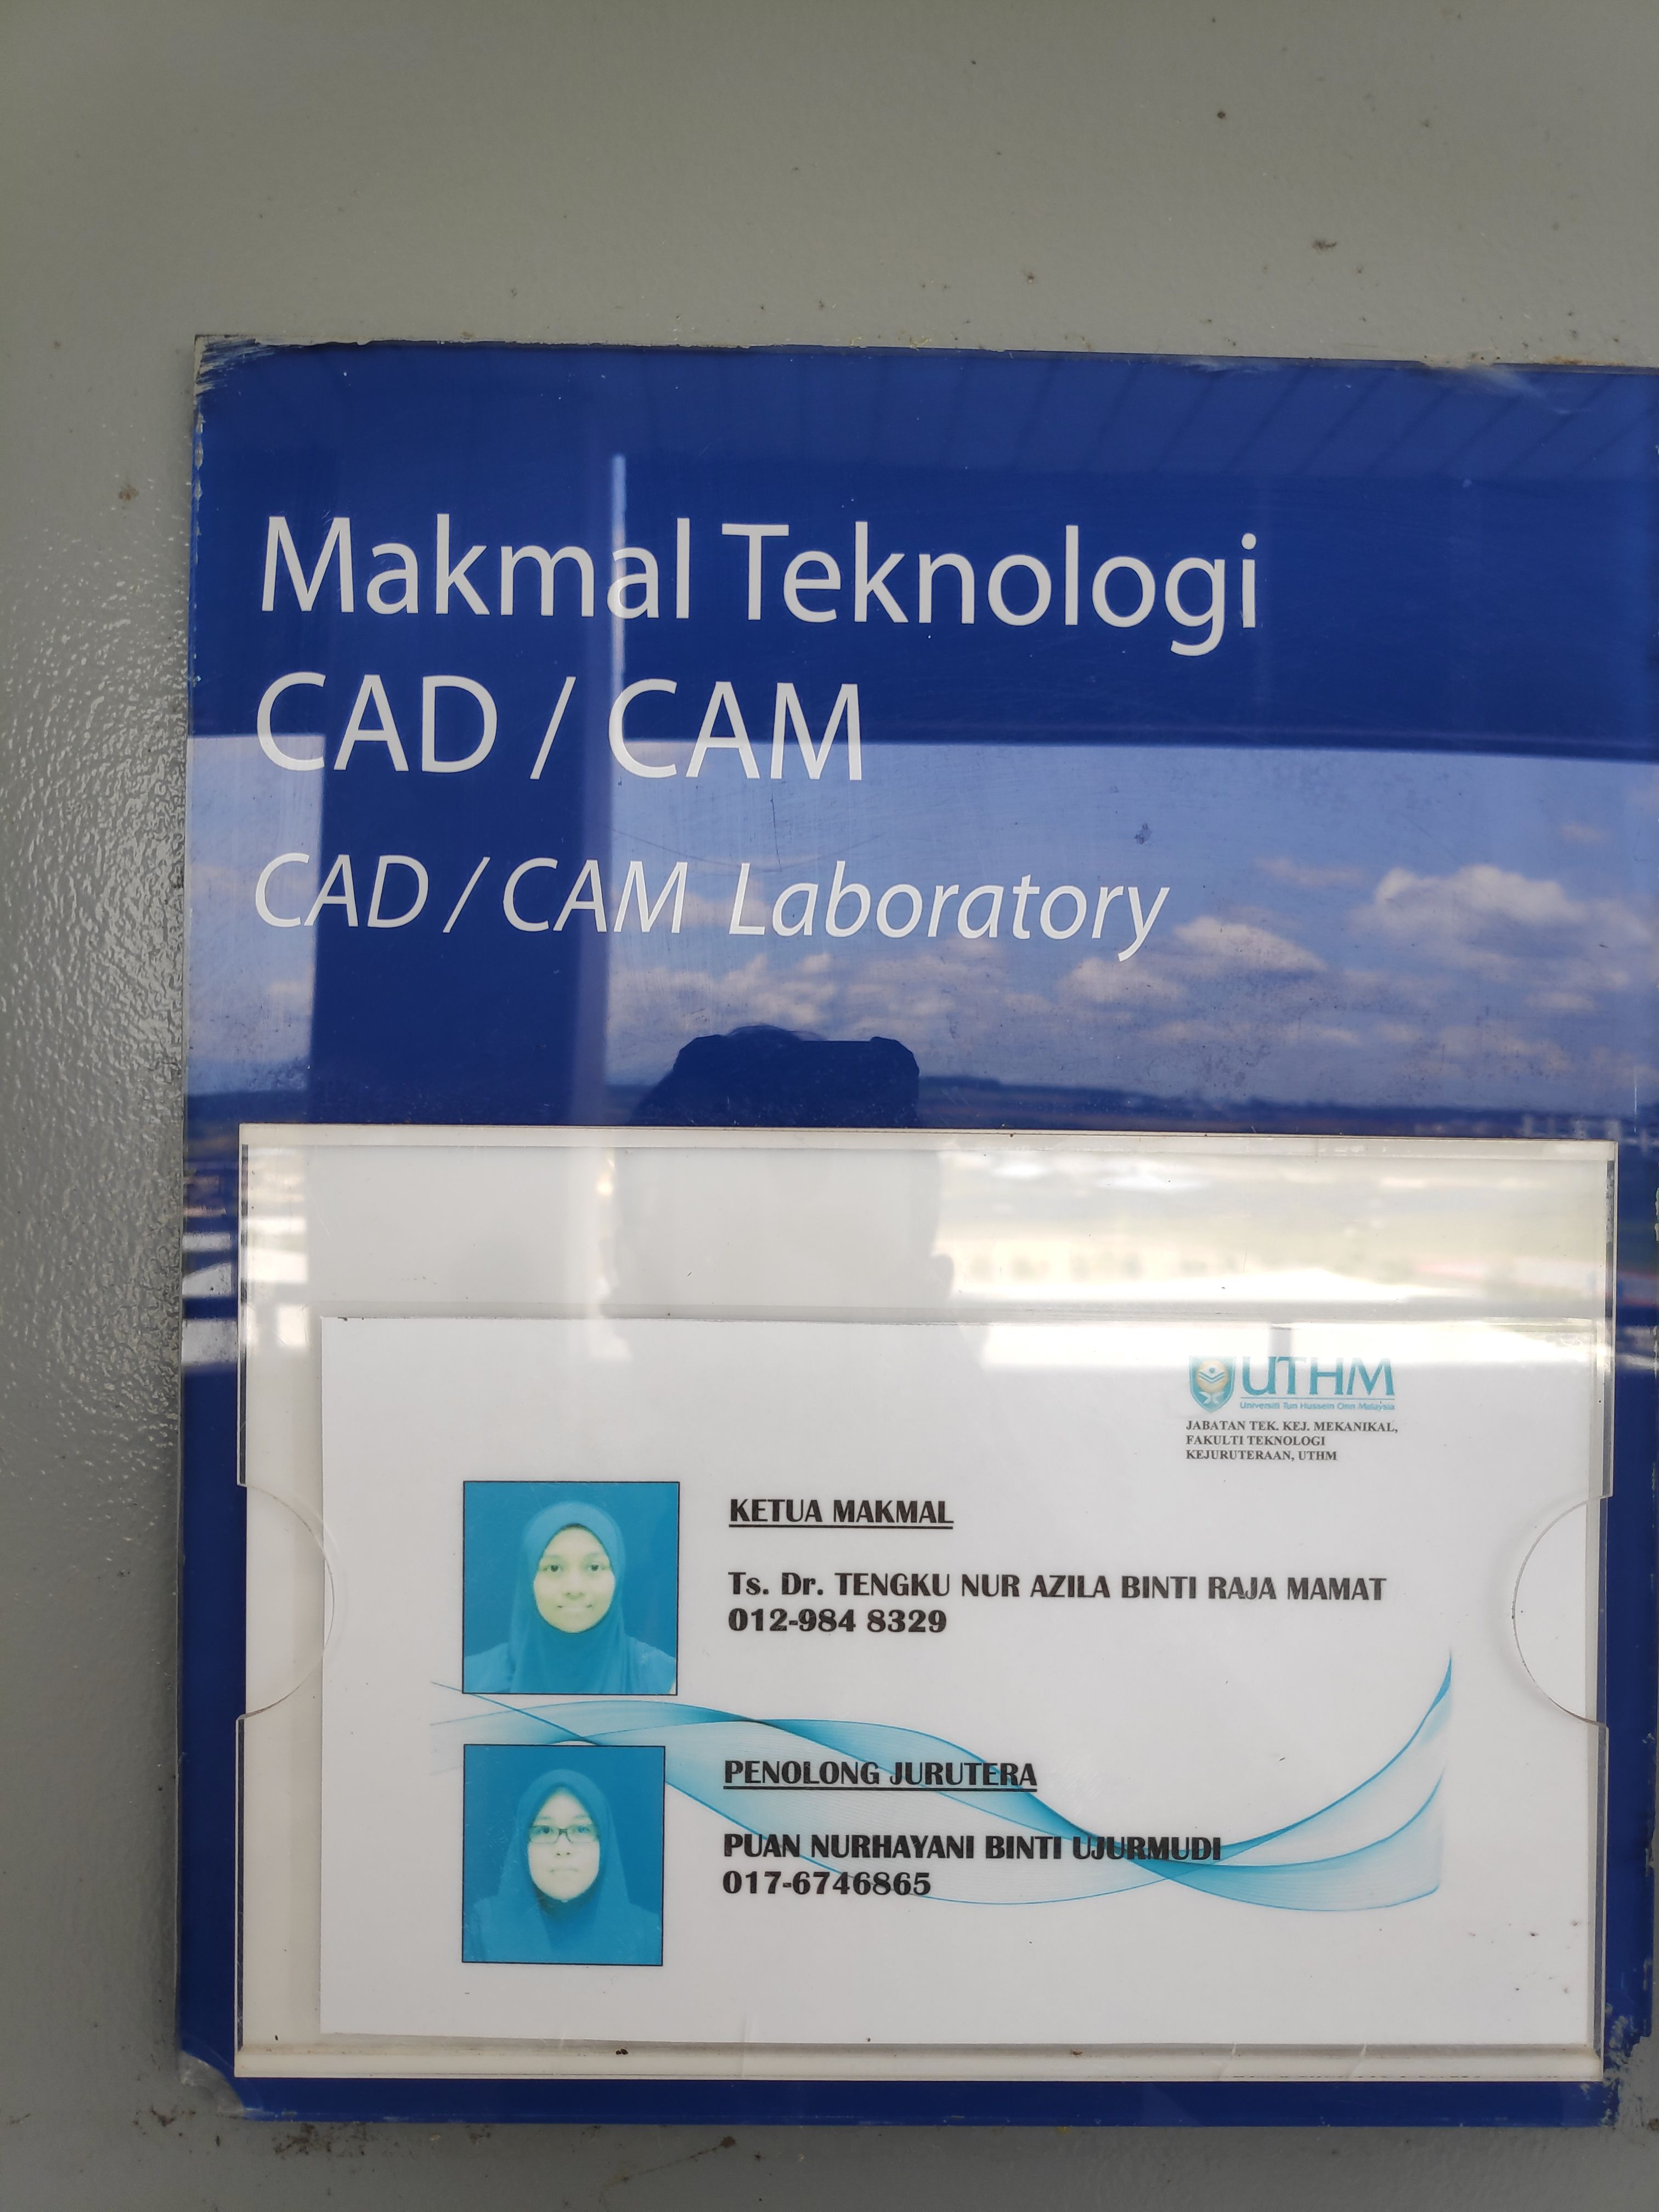 Makmal Teknologi
CAD / CAM
CAD / CAM Laboratory
UTHM
Universiti Tun Hussein Onn Malaysia
JABATAN TEK. KEJ. MEKANIKAL,
FAKULTI TEKNOLOGI
KEJURUTERAAN, UTHM
KETUA MAKMAL
Ts. Dr. TENGKU NUR AZILA BINTI RAJA MAMAT
012-984 8329
PENOLONG JURUTERA
PUAN NURHAYANI BINTI UJURMUDI
017-6746865